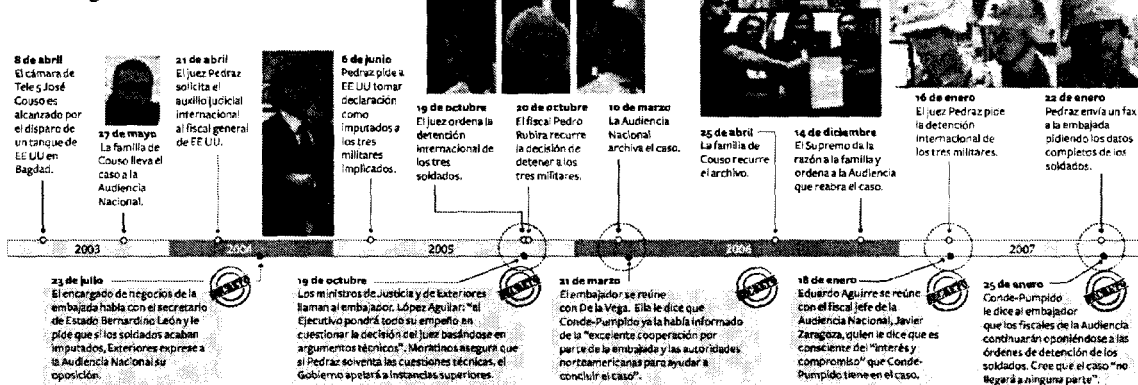 8 de abril
El cámara de
Tele 5 José
Couso es
alcanzado por
el disparo de
un tanque de
EE UU en
Bagdad.
27 de mayo
La familia de
Couso lleva el
caso a la
Audiencia
Nacional.
21 de abril
El juez Pedraz
solicita el
auxilio judicial
internacional
al fiscal general
de EE UU.
6 de junio
Pedraz pide a
EE UU tomar
declaración
como
imputados a
los tres
militares
implicados.
19 de octubre
El juez ordena la
detención
internacional de
los tres
soldados.
20 de octubre
El fiscal Pedro
Rubira recurre
la decisión de
detener a los
tres militares.
10 de marzo
La Audiencia
Nacional
archiva el caso.
25 de abril
La familia de
Couso recurre
el archivo.
14 de diciembre
El Supremo da la
razón a la familia y
ordena a la Audiencia
que reabra el caso.
16 de enero
El juez Pedraz pide
la detención
internacional de
los tres militares.
22 de enero
Pedraz envía un fax
a la embajada
pidiendo los datos
completos de los
soldados.
2003
2004
2005
2006
2007
23 de julio
El encargado de negocios de la
embajada habla con el secretario
de Estado Bernardino León y le
pide que si los soldados acaban
imputados, Exteriores exprese a
la Audiencia Nacional su
oposición.
SECRETO
19 de octubre
Los ministros de Justicia y de Exteriores
llaman al embajador. López Aguilar: "el
Ejecutivo pondrá todo su empeño en
cuestionar la decisión del juez basándose en
argumentos técnicos". Moratinos asegura que
si Pedraz solventa las cuestiones técnicas, el
Gobierno apelará a instancias superiores.
SECRETO
21 de marzo
El embajador se reúne
con De la Vega. Ella le dice que
Conde-Pumpido ya la había informado
de la "excelente cooperación por
parte de la embajada y las autoridades
norteamericanas para ayudar a
concluir el caso".
SECRETO
18 de enero
Eduardo Aguirre se reúne
con el fiscal jefe de la
Audiencia Nacional, Javier
Zaragoza, quien le dice que es
consciente del "interés y
compromiso" que Conde-
Pumpido tiene en el caso.
SECRETO
25 de enero
Conde-Pumpido
le dice al embajador
que los fiscales de la Audiencia
continuarán oponiéndose a las
órdenes de detención de los
soldados. Cree que el caso "no
llegará a ninguna parte".
SECRETO